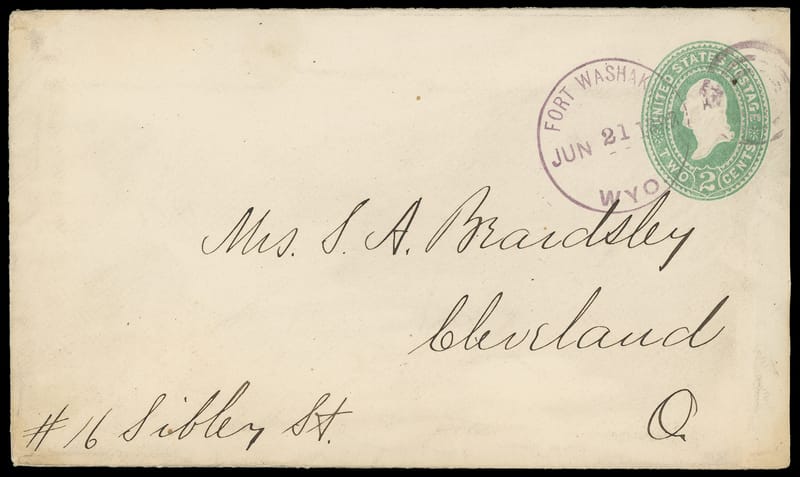 FORT WASHAK
JUN 21
WYO
UNITED STATES POSTAGE
TWO 2 CENTS
Mrs. S. A. Beardsley
Cleveland
O.
#16 Sibley St.